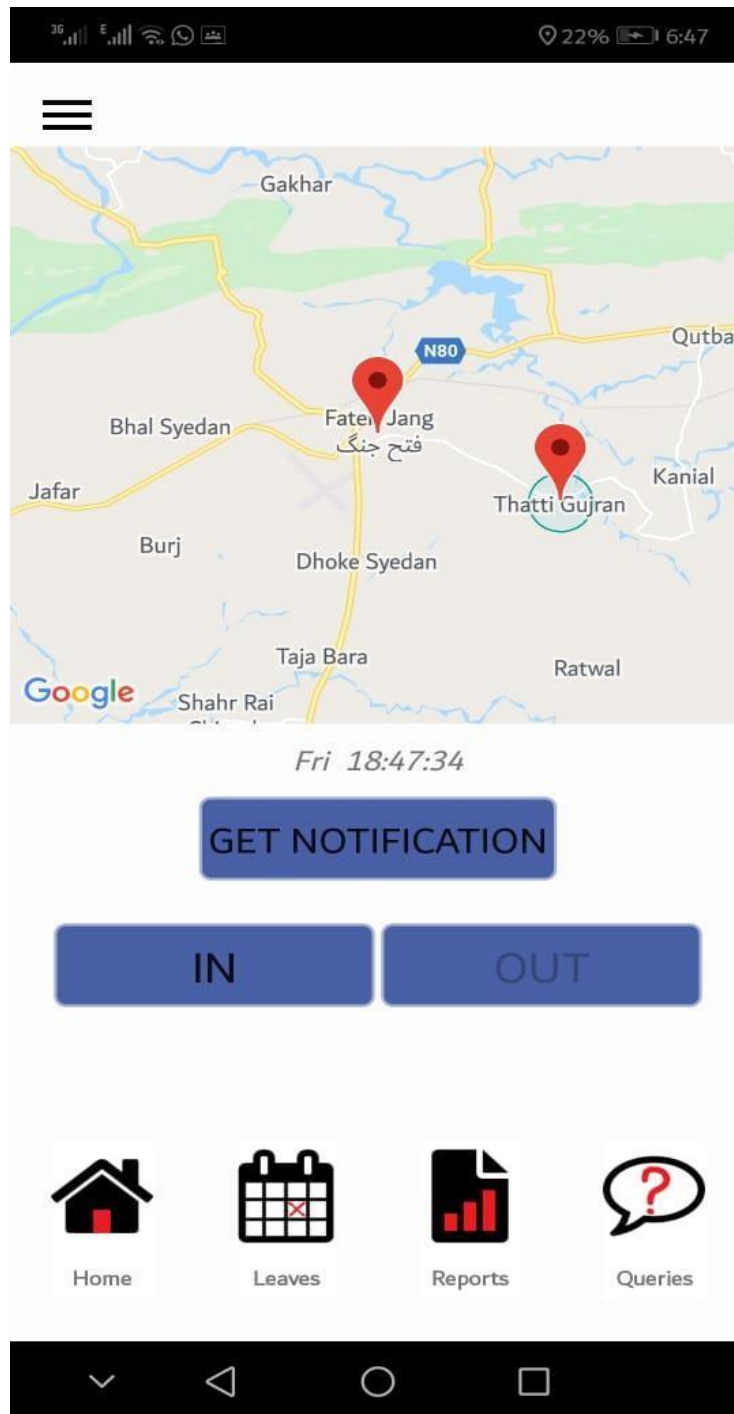 3G E 22% 6:47
Gakhar
N80
Qutba
Fateh Jang
Bhal Syedan
فتح جنگ
Kanial
Jafar
Thatti Gujran
Burj
Dhoke Syedan
Taja Bara
Ratwal
Google
Shahr Rai
Fri 18:47:34
GET NOTIFICATION
IN OUT
Home Leaves Reports Queries